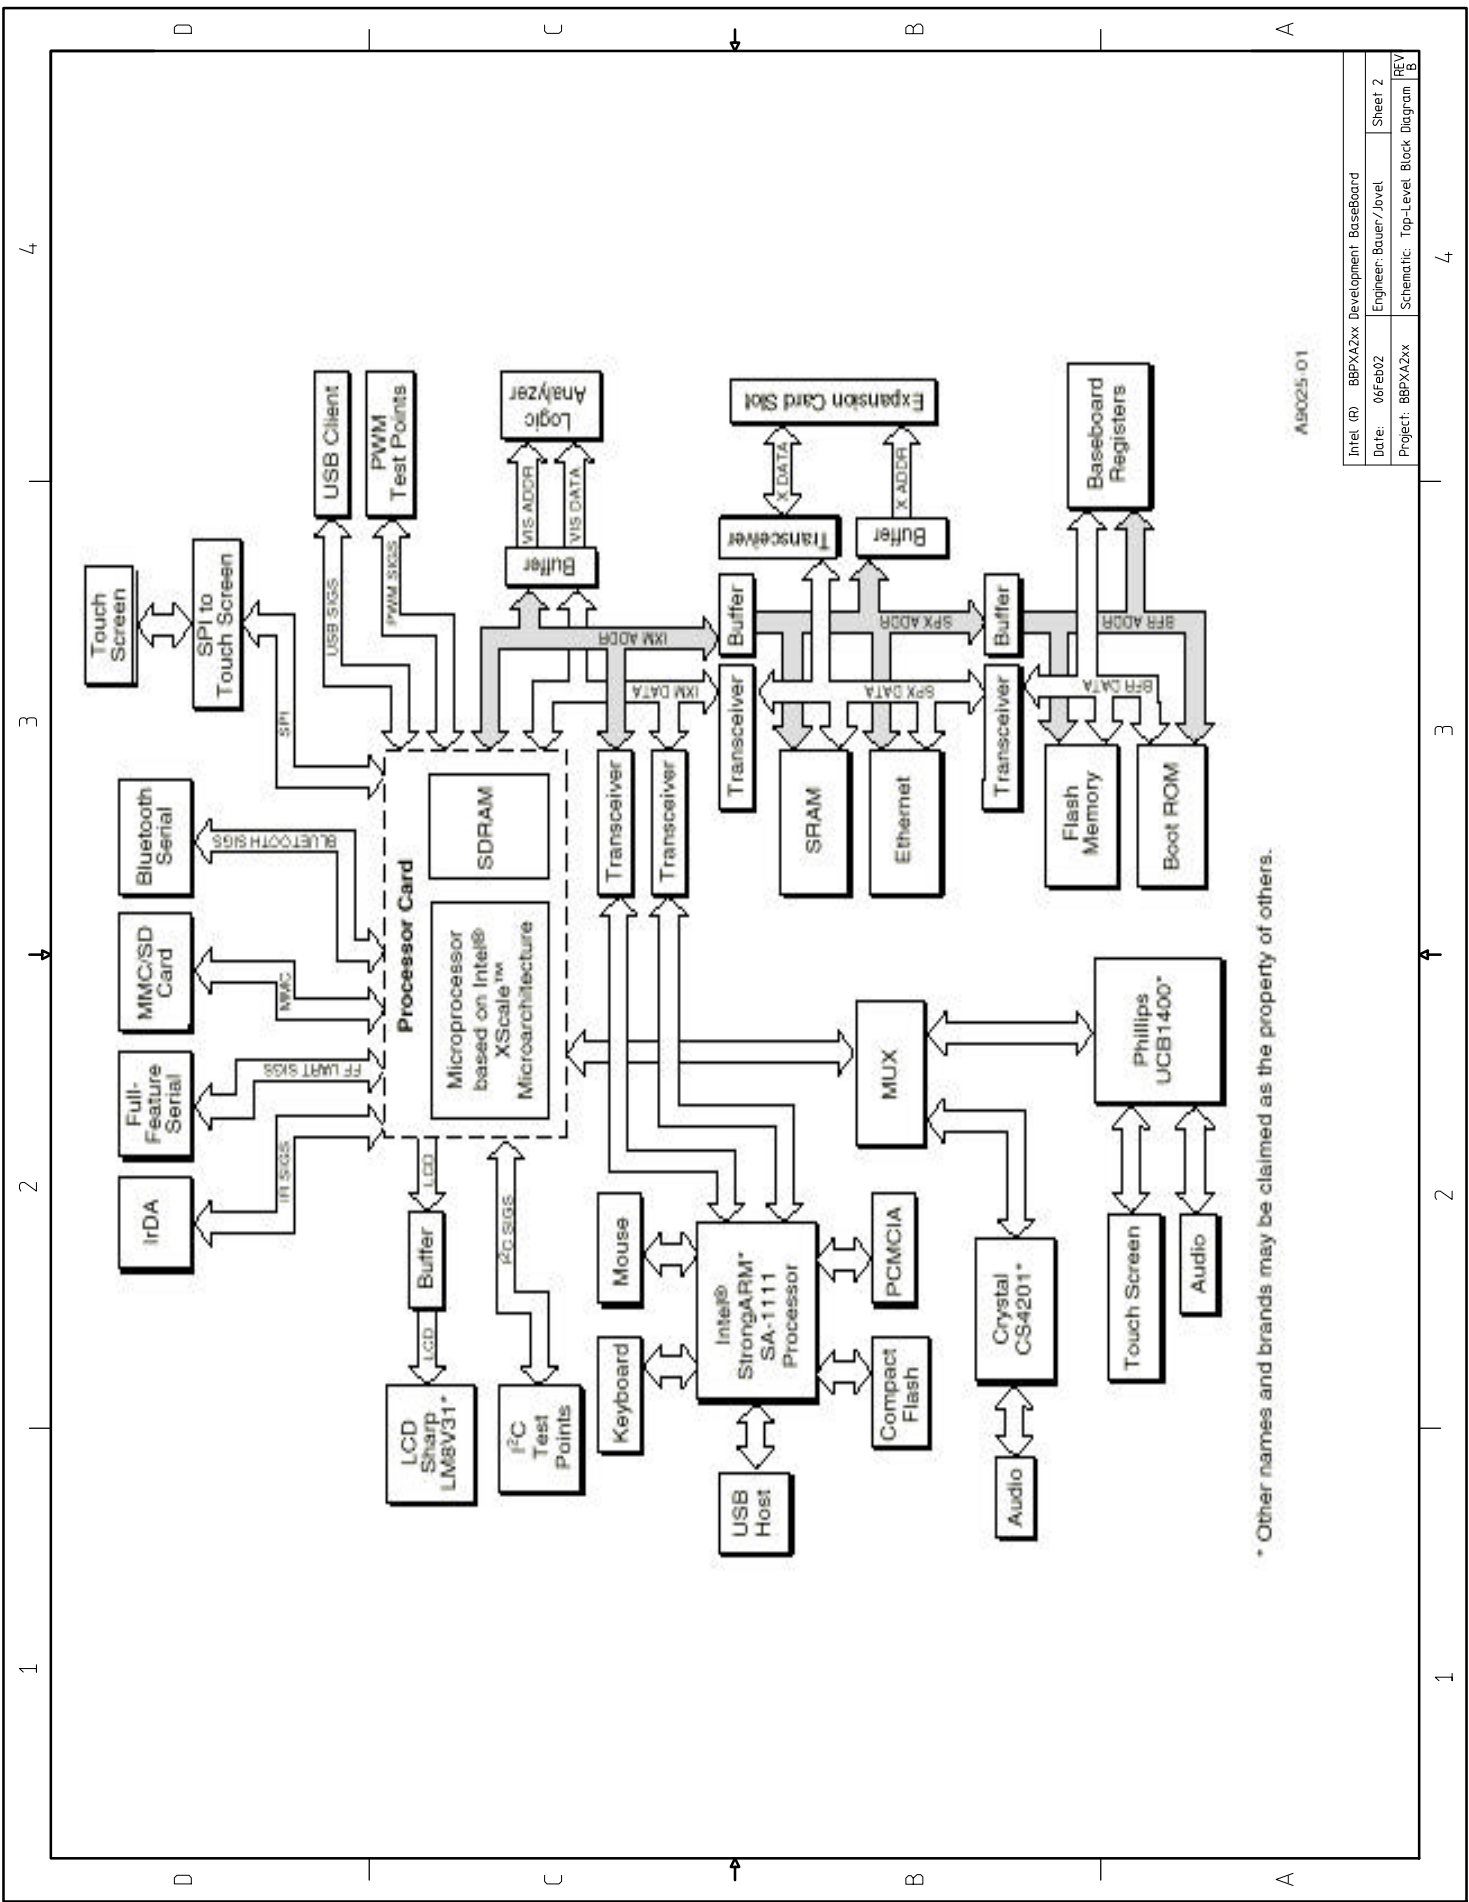 1
2
3
4
D
C
B
A
Touch
Screen
SPI to
Touch Screen
SPI
Bluetooth
Serial
BLUETOOTH SIGS
MMC/SD
Card
MMC
Full-
Feature
Serial
FF UART SIGS
IrDA
IR SIGS
USB Client
USB SIGS
PWM
Test Points
PWM SIGS
Processor Card
Microprocessor
based on Intel®
XScale™
Microarchitecture
SDRAM
LCD
Buffer
LCD
LCD
Sharp
LM8V31*
I²C SIGS
I²C
Test
Points
Logic
Analyzer
VIS ADDR
VIS DATA
Buffer
IXM ADDR
IXM DATA
Transceiver
Transceiver
Keyboard
Mouse
Intel®
StrongARM*
SA-1111
Processor
USB
Host
Compact
Flash
PCMCIA
Transceiver
Buffer
Transceiver
X DATA
Expansion Card Slot
X ADDR
Buffer
SRAM
Ethernet
SPX ADDR
SPX DATA
MUX
Crystal
CS4201*
Audio
Phillips
UCB1400*
Touch Screen
Audio
Transceiver
Buffer
BFR ADDR
BFR DATA
Flash
Memory
Boot ROM
Baseboard
Registers
* Other names and brands may be claimed as the property of others.
A9025-01
Intel (R) BBPXA2xx Development BaseBoard
Date: 06Feb02
Engineer: Bauer/Jovel
Sheet 2
Project: BBPXA2xx
Schematic: Top-Level Block Diagram
REV
B
D
C
B
A
1
2
3
4